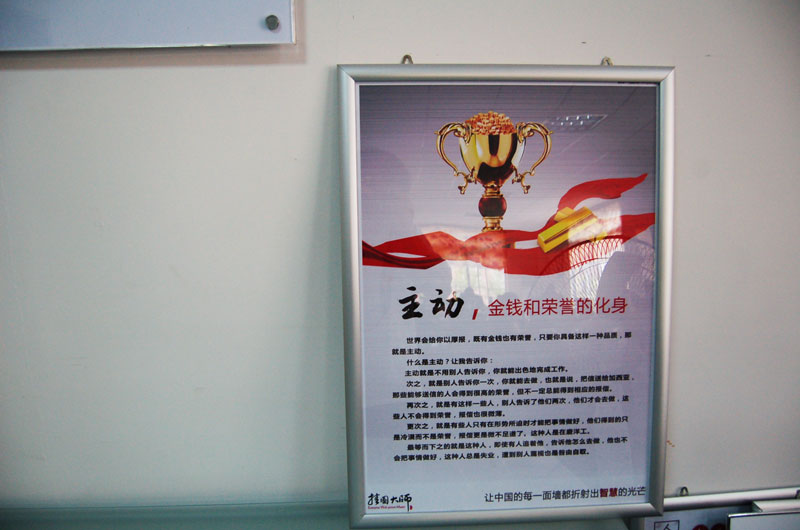 主动，金钱和荣誉的化身
世界会给你以厚报，既有金钱也有荣誉，只要你具备这样一种品质，那
就是主动。
什么是主动？让我告诉你：
主动就是不用别人告诉你，你就能出色地完成工作。
次之，就是别人告诉你一次，你就能去做，也就是说，把信送给加西亚，
那些能够送信的人会得到很高的荣誉，但不一定总能得到相应的报偿。
再次之，就是有这样一些人，别人告诉了他们两次，他们才会去做，这
些人不会得到荣誉，报偿也很微薄。
更次之，就是有些人只有在形势所迫时才能把事情做好，他们得到的只
是冷漠而不是荣誉，报偿更是微不足道了，这种人是在磨洋工。
最等而下之的就是这种人，即使有人追着他，告诉他怎么去做，他也不
会把事情做好，这种人总是失业，遭到别人蔑视也是咎由自取。
挂图大师
让中国的每一面墙都折射出智慧的光芒